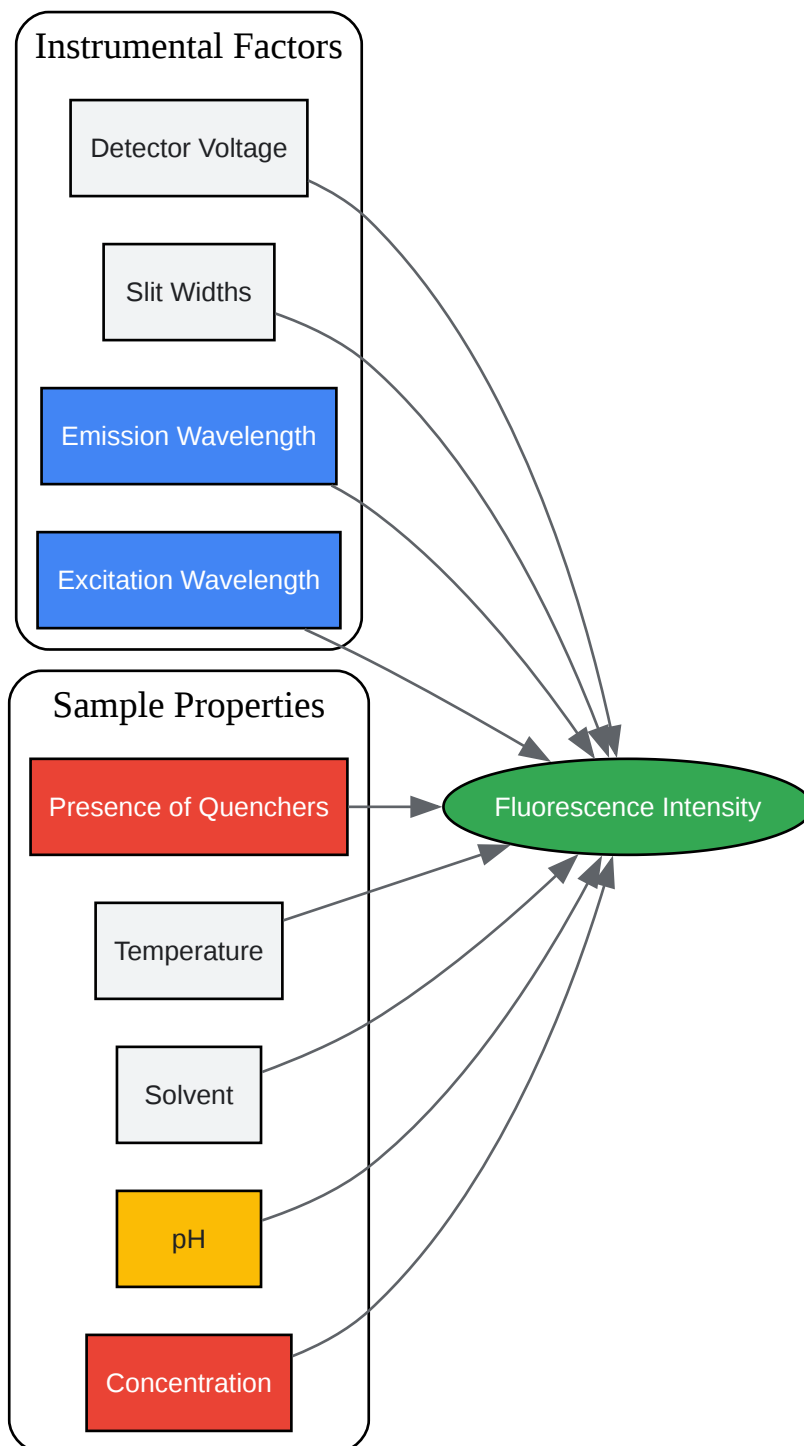 Instrumental Factors
Detector Voltage
Slit Widths
Emission Wavelength
Excitation Wavelength
Sample Properties
Presence of Quenchers
Fluorescence Intensity
Temperature
Solvent
pH
Concentration